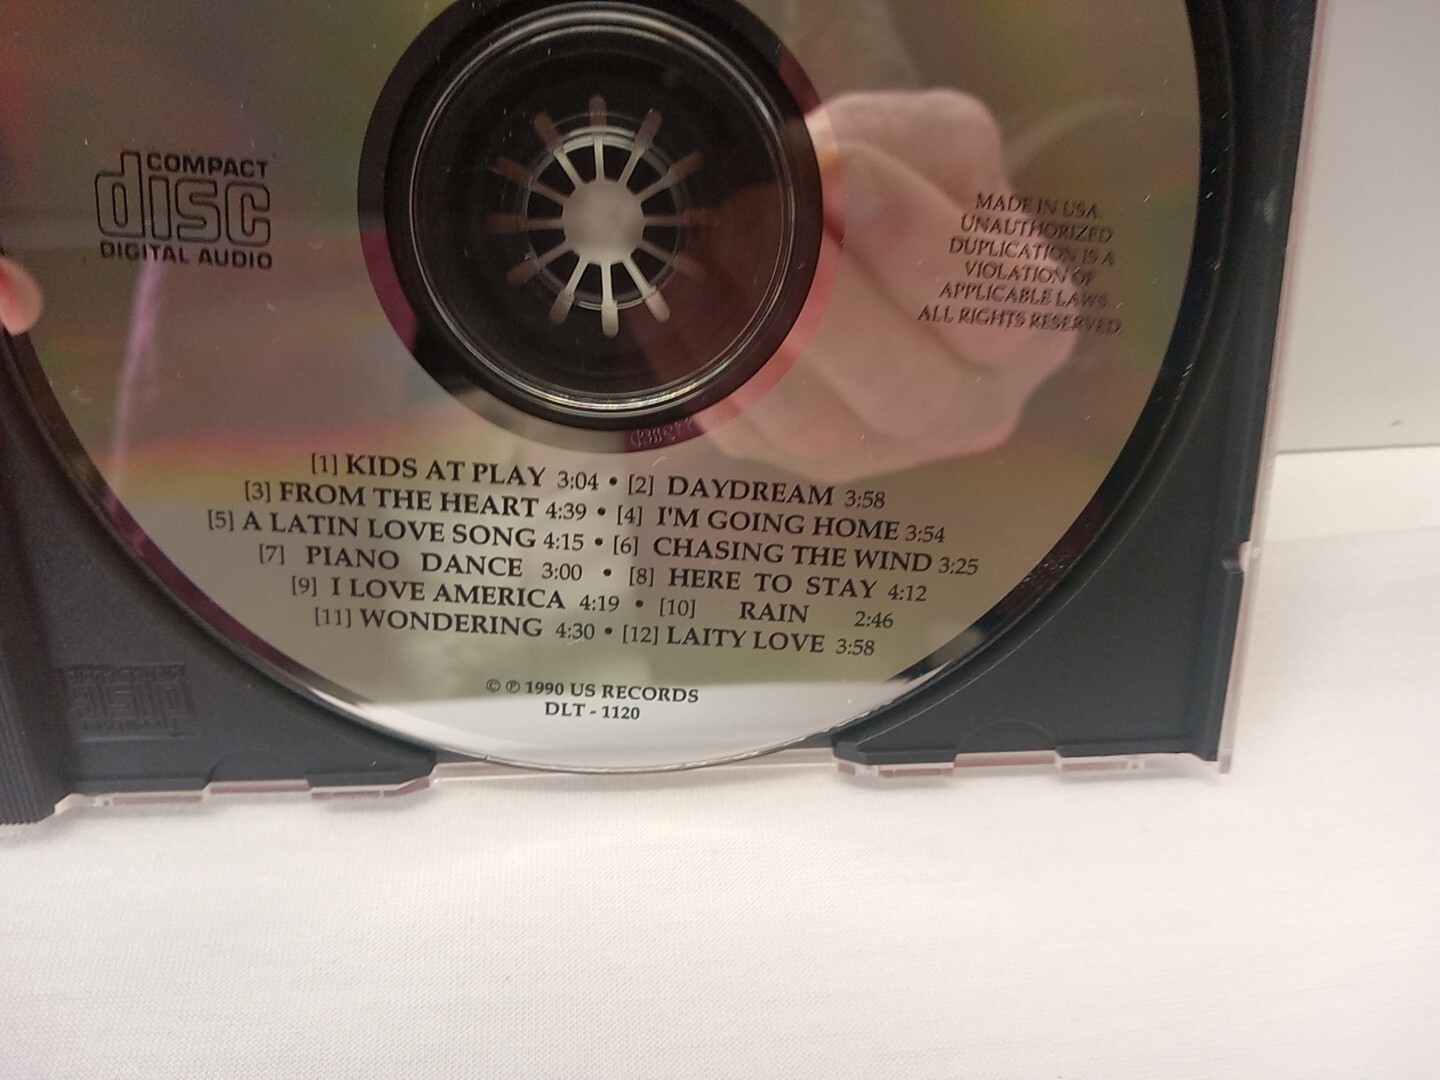 COMPACT
disc
DIGITAL AUDIO
MADE IN USA.
UNAUTHORIZED
DUPLICATION IS A
VIOLATION OF
APPLICABLE LAWS.
ALL RIGHTS RESERVED.
[1] KIDS AT PLAY 3:04 • [2] DAYDREAM 3:58
[3] FROM THE HEART 4:39 • [4] I'M GOING HOME 3:54
[5] A LATIN LOVE SONG 4:15 • [6] CHASING THE WIND 3:25
[7] PIANO DANCE 3:00 • [8] HERE TO STAY 4:12
[9] I LOVE AMERICA 4:19 • [10] RAIN 2:46
[11] WONDERING 4:30 • [12] LAITY LOVE 3:58
© ℗ 1990 US RECORDS
DLT - 1120